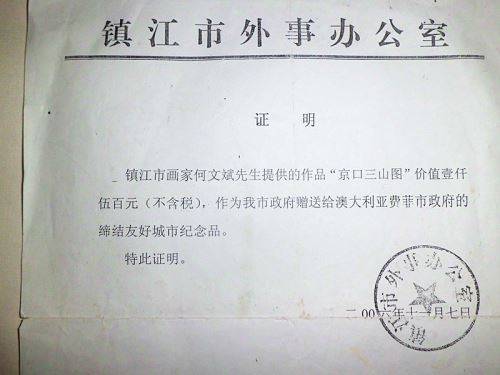 镇江市外事办公室
证 明
镇江市画家何文斌先生提供的作品“京口三山图”价值壹仟
伍百元（不含税），作为我市政府赠送给澳大利亚费菲市政府的
缔结友好城市纪念品。
特此证明。
二00六年十一月七日
镇江市外事办公室